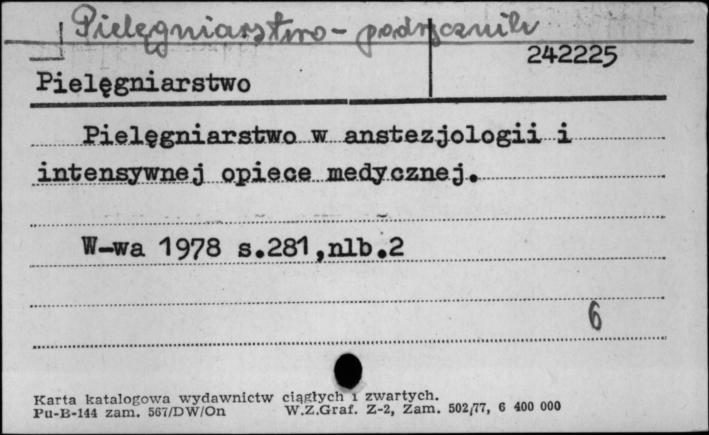 Pielęgniarstwo - podręcznik
242225
Pielęgniarstwo
Pielęgniarstwo w anstezjologii i
intensywnej opiece medycznej.
W-wa 1978 s.281,nlb.2
6
Karta katalogowa wydawnictw ciągłych i zwartych.
Pu-B-144 zam. 567/DW/On W.Z.Graf. Z-2, Zam. 502/77, 6 400 000